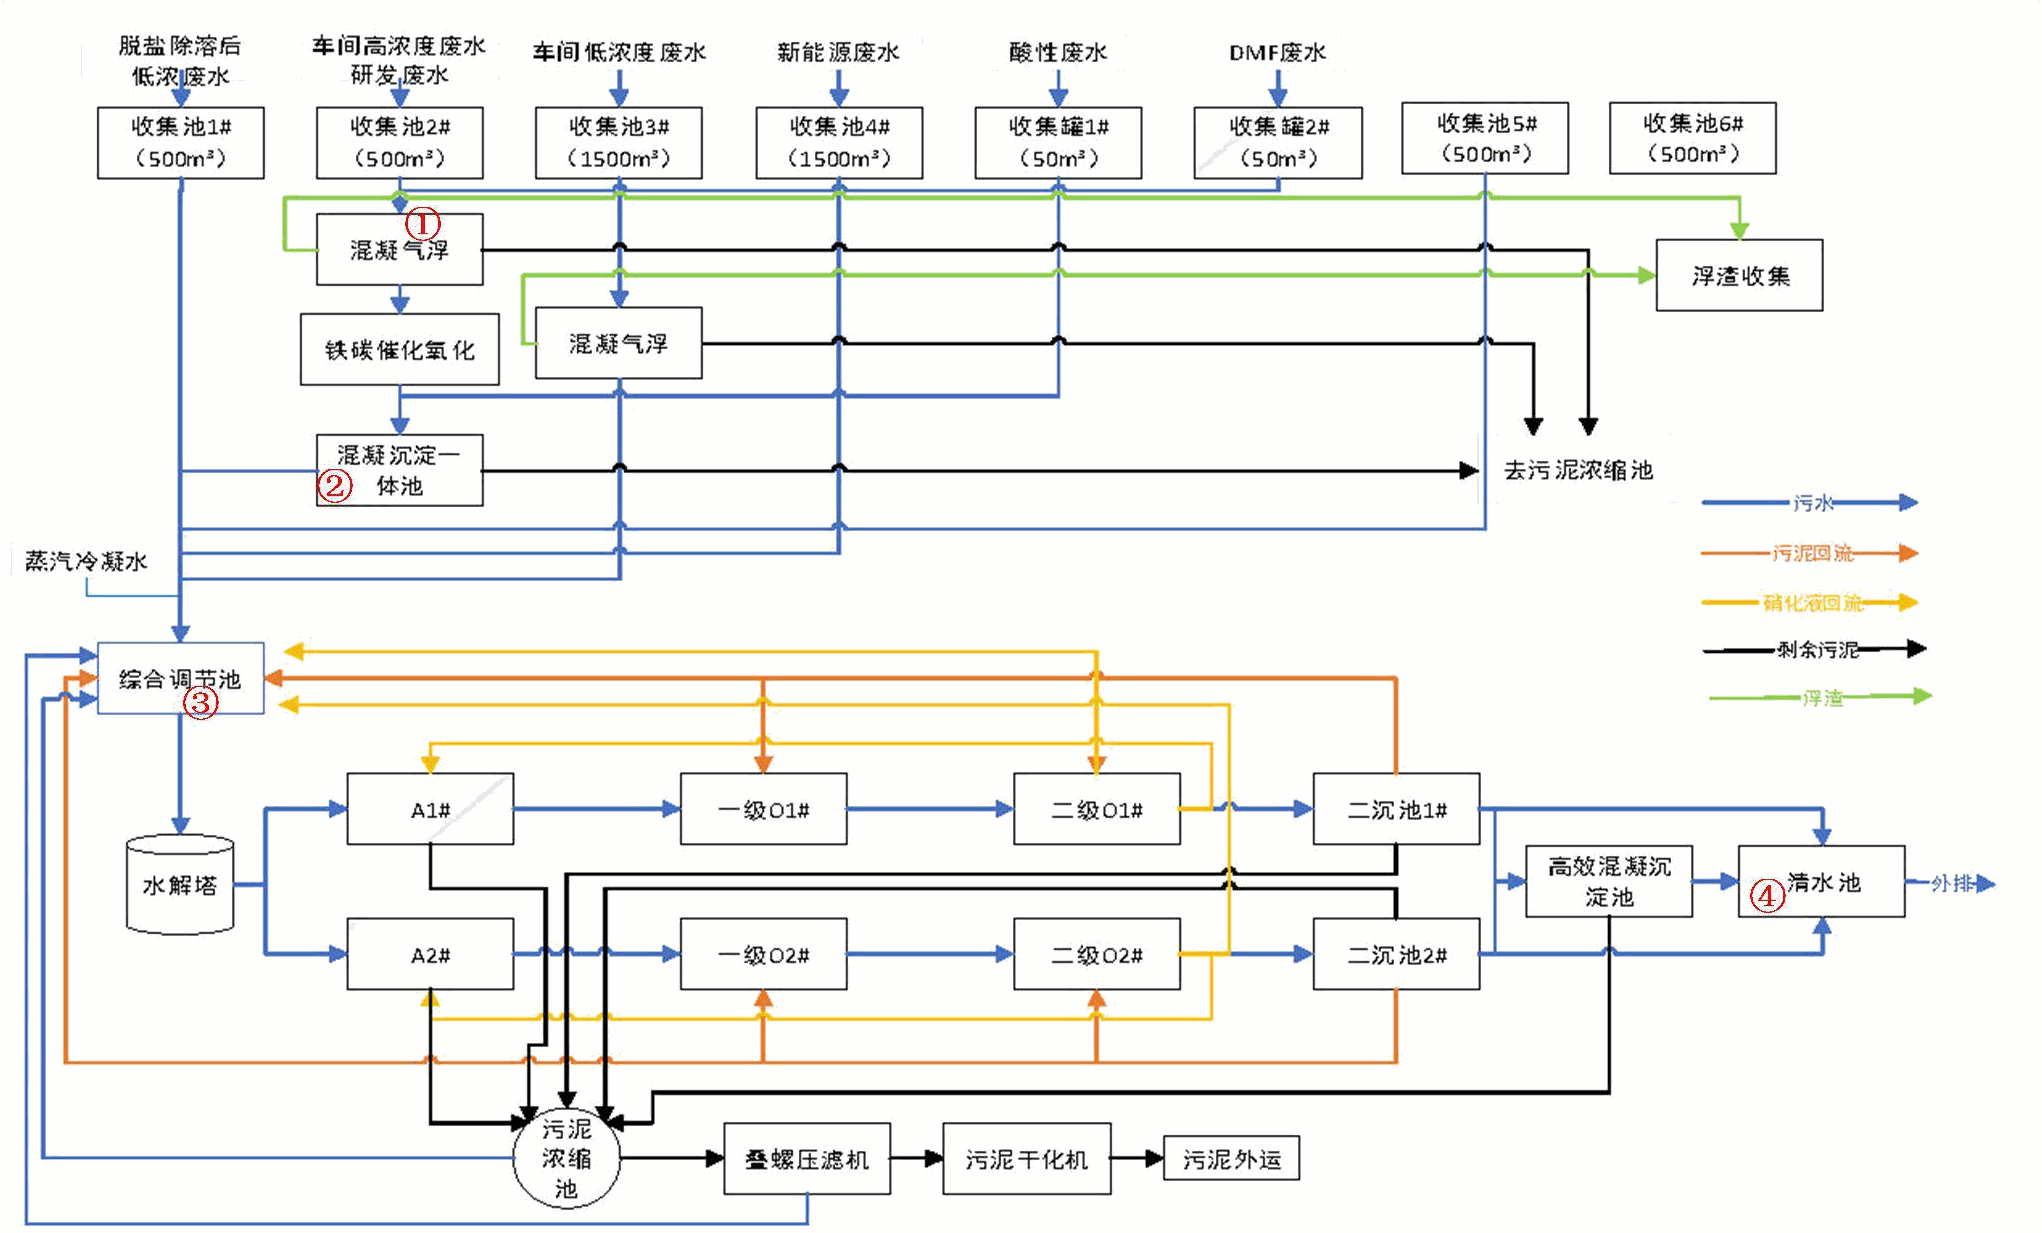 脱盐除溶后
低浓废水
车间高浓度废水
研发废水
车间低浓度废水
新能源废水
酸性废水
DMF废水
收集池1#
（500m³）
收集池2#
（500m³）
收集池3#
（1500m³）
收集池4#
（1500m³）
收集罐1#
（50m³）
收集罐2#
（50m³）
收集池5#
（500m³）
收集池6#
（500m³）
①
混凝气浮
浮渣收集
铁碳催化氧化
混凝气浮
混凝沉淀一
体池
②
去污泥浓缩池
污水
污泥回流
硝化液回流
剩余污泥
浮渣
蒸汽冷凝水
综合调节池
③
A1#
一级O1#
二级O1#
二沉池1#
水解塔
高效混凝沉
淀池
④
清水池
外排
A2#
一级O2#
二级O2#
二沉池2#
污泥
浓缩
池
叠螺压滤机
污泥干化机
污泥外运